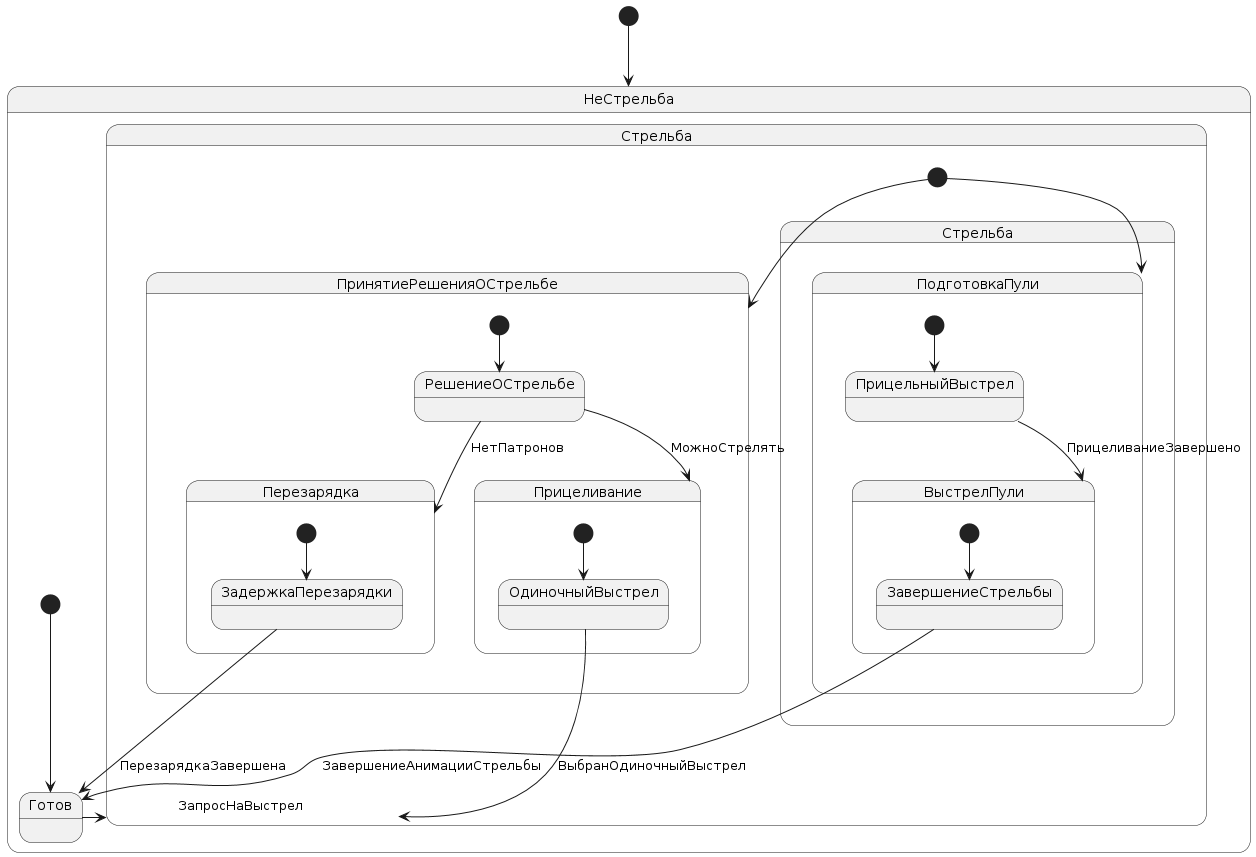 НеСтрельба
Стрельба
Стрельба
ПринятиеРешенияОСтрельбе
ПодготовкаПули
РешениеОСтрельбе
ПрицельныйВыстрел
НетПатронов
МожноСтрелять
ПрицеливаниеЗавершено
Перезарядка
Прицеливание
ВыстрелПули
ЗадержкаПерезарядки
ОдиночныйВыстрел
ЗавершениеСтрельбы
ПерезарядкаЗавершена
ЗавершениеАнимацииСтрельбы
ВыбранОдиночныйВыстрел
Готов
ЗапросНаВыстрел